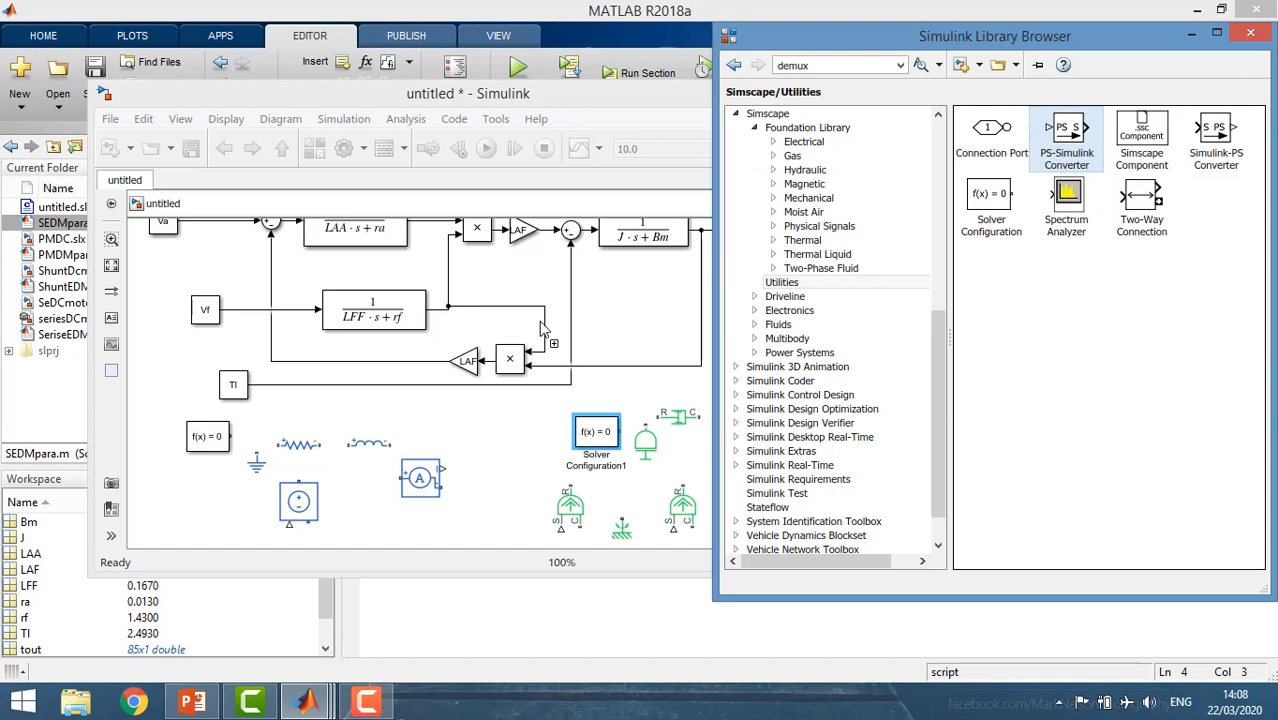 MATLAB R2018a
HOME
PLOTS
APPS
EDITOR
PUBLISH
VIEW
New
Open
Find Files
Insert
fx
Run Section
Current Folder
Name
untitled.sl
SEDMpara
PMDC.slx
PMDMpar
ShuntDcm
ShuntEDM
SeDCmoto
seriesDCm
SeriseEDM
slprj
SEDMpara.m (
Workspace
Name
Bm
J
LAA
LAF
LFF 0.1670
ra 0.0130
rf 1.4300
Tl 2.4930
tout 85x1 double
untitled * - Simulink
File
Edit
View
Display
Diagram
Simulation
Analysis
Code
Tools
Help
10.0
untitled
untitled
Va
LAA · s + ra
×
LAF
1
J · s + Bm
Vf
1
LFF · s + rf
LAF
×
Tl
f(x) = 0
f(x) = 0
Solver
Configuration1
A
I
R C
R
S
C
R
S
C
Ready
100%
Simulink Library Browser
demux
Simscape/Utilities
Simscape
Foundation Library
Electrical
Gas
Hydraulic
Magnetic
Mechanical
Moist Air
Physical Signals
Thermal
Thermal Liquid
Two-Phase Fluid
Utilities
Driveline
Electronics
Fluids
Multibody
Power Systems
Simulink 3D Animation
Simulink Coder
Simulink Control Design
Simulink Design Optimization
Simulink Design Verifier
Simulink Desktop Real-Time
Simulink Extras
Simulink Real-Time
Simulink Requirements
Simulink Test
Stateflow
System Identification Toolbox
Vehicle Dynamics Blockset
Vehicle Network Toolbox
1
Connection Port
PS S
PS-Simulink
Converter
.ssc
Component
Simscape
Component
S PS
Simulink-PS
Converter
f(x) = 0
Solver
Configuration
Spectrum
Analyzer
Two-Way
Connection
script
Ln 4 Col 3
ENG
14:08
22/03/2020